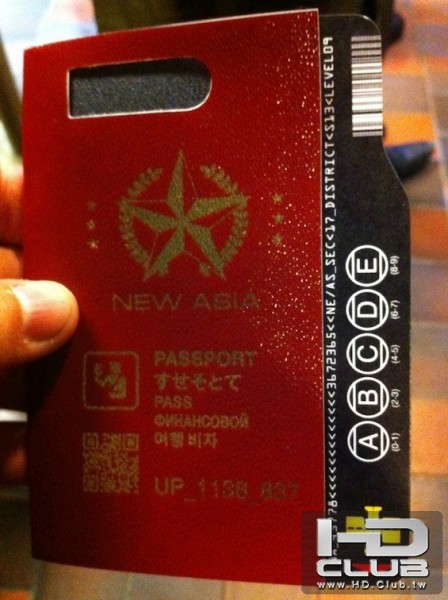 NEW ASIA
PASSPORT
すせそとて
PASS
ФИНАНСОВОЙ
여행 비자
UP_1138_837
<<<<<<<<<<3672365<<NE/AS_SEC<17_DISTRICT<S13<LEVEL09
A (0-1)
B (2-3)
C (4-5)
D (6-7)
E (8-9)
HD
CLUB
www.HD.Club.tw